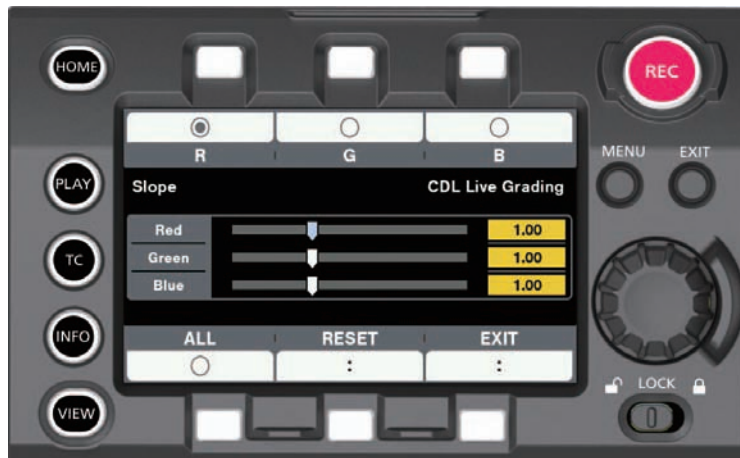 HOME
REC
R G B
MENU EXIT
PLAY
Slope CDL Live Grading
Red 1.00
TC
Green 1.00
Blue 1.00
INFO
ALL RESET EXIT
: :
LOCK
VIEW
0